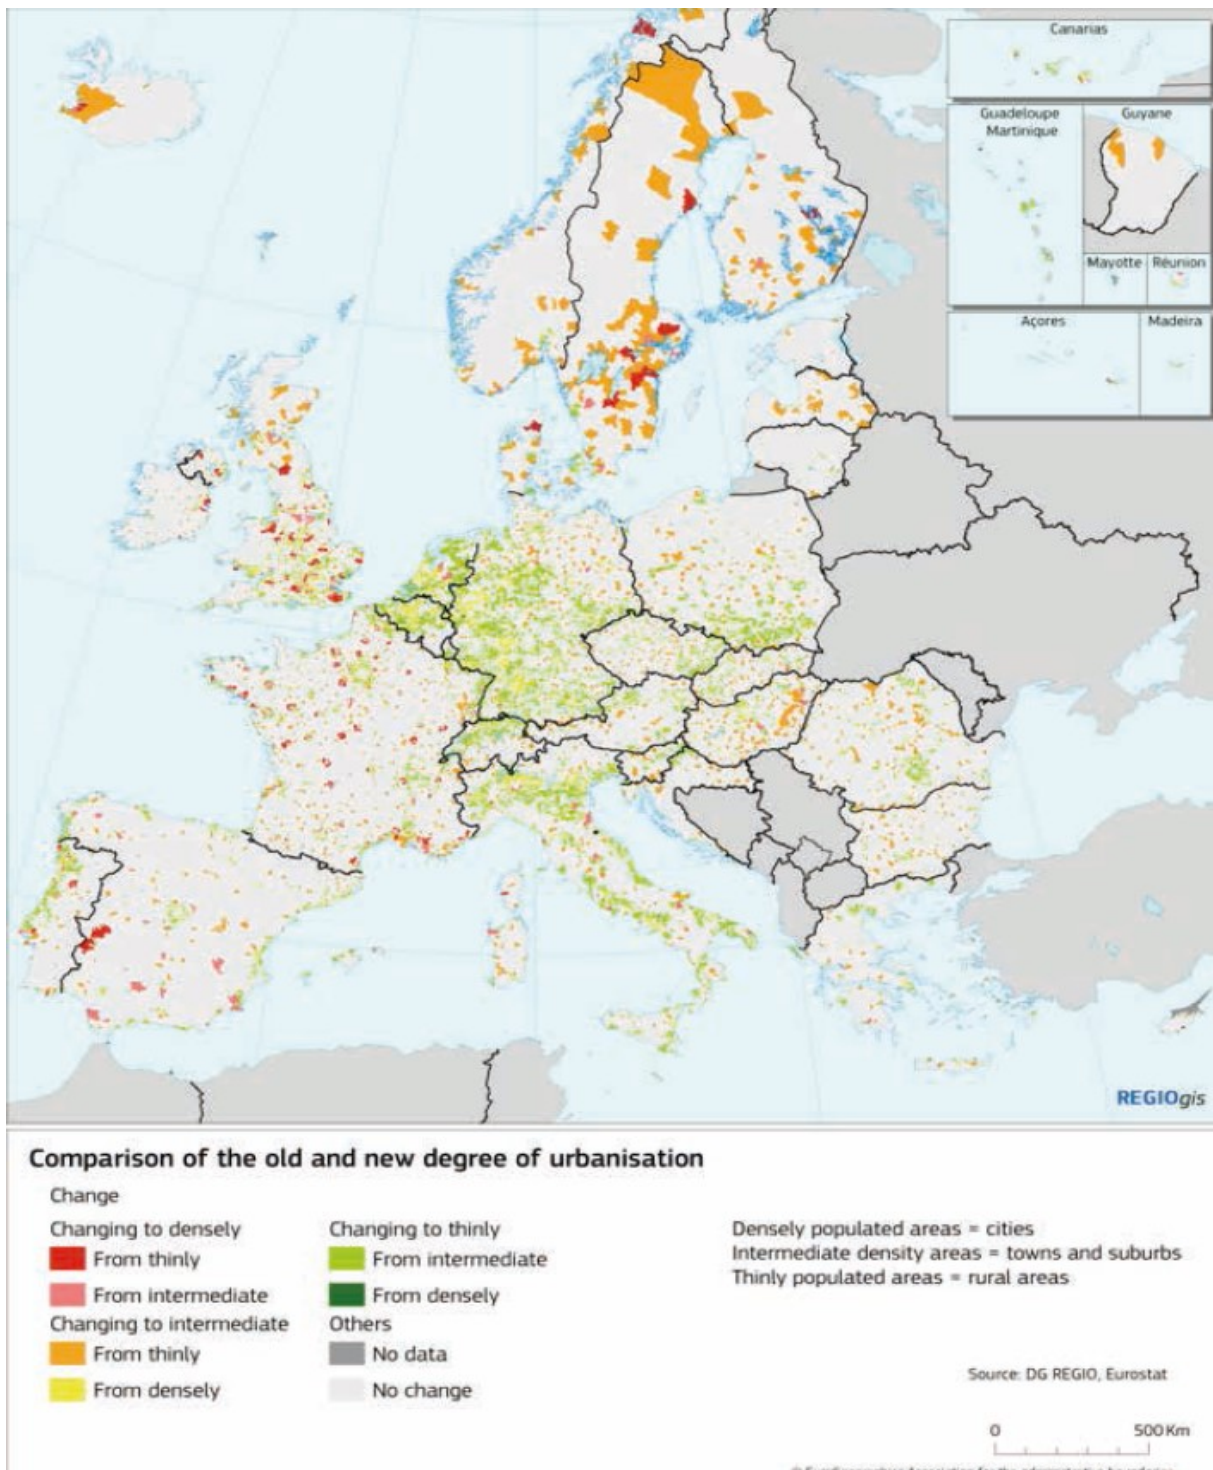 Canarias
Guadeloupe
Martinique
Guyane
Mayotte
Réunion
Açores
Madeira
REGIOgis
Comparison of the old and new degree of urbanisation
Change
Changing to densely
From thinly
From intermediate
Changing to intermediate
From thinly
From densely
Changing to thinly
From intermediate
From densely
Others
No data
No change
Densely populated areas = cities
Intermediate density areas = towns and suburbs
Thinly populated areas = rural areas
Source: DG REGIO, Eurostat
0 500 Km